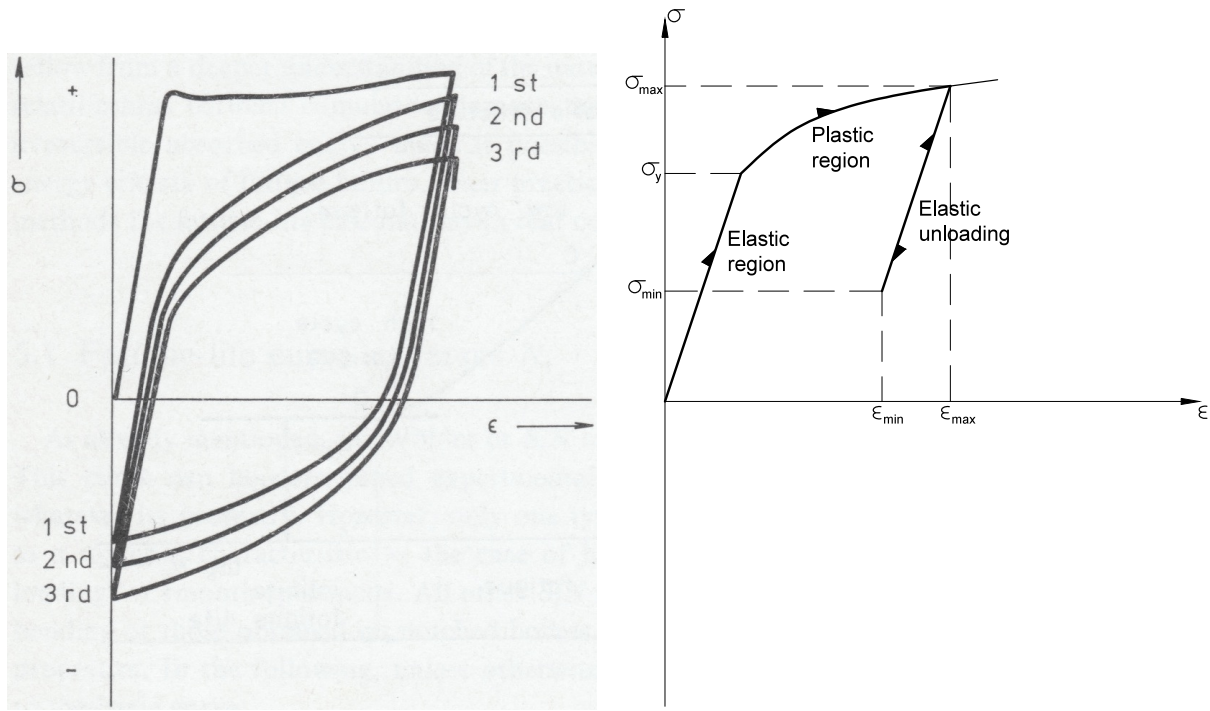 +
σ
1 st
2 nd
3 rd
0
ε
1 st
2 nd
3 rd
-
σ
σmax
σy
σmin
Plastic
region
Elastic
region
Elastic
unloading
εmin
εmax
ε